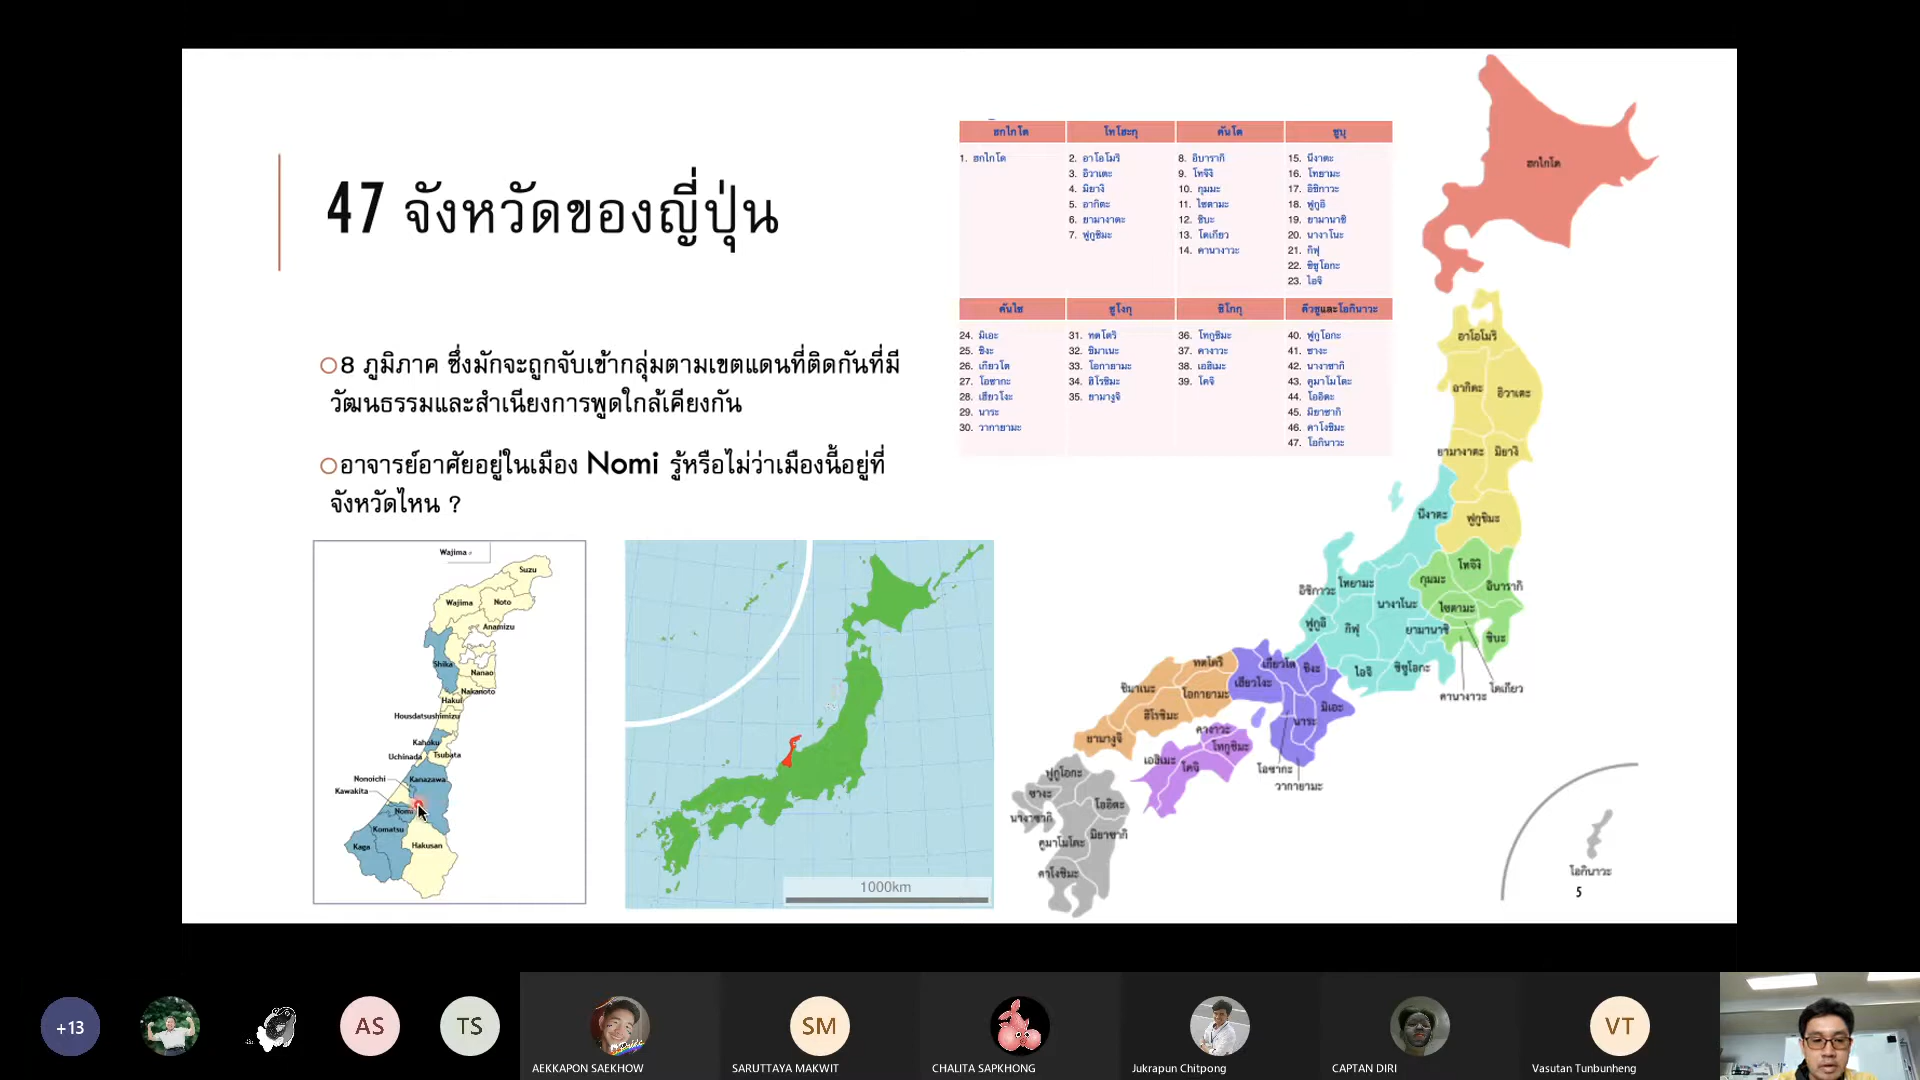 47 จังหวัดของญี่ปุ่น
8 ภูมิภาค ซึ่งมักจะถูกจับเข้ากลุ่มตามเขตแดนที่ติดกันที่มี
วัฒนธรรมและสำเนียงการพูดใกล้เคียงกัน
อาจารย์อาศัยอยู่ในเมือง Nomi รู้หรือไม่ว่าเมืองนี้อยู่ที่
จังหวัดไหน ?
ฮกไกโด
1. ฮกไกโด
โทโฮะกุ
2. อาโอโมริ
3. อิวาเตะ
4. มิยางิ
5. อากิตะ
6. ยามางาตะ
7. ฟูกูชิมะ
คันโต
8. อิบารากิ
9. โทจิงิ
10. กุมมะ
11. ไซตามะ
12. ชิบะ
13. โตเกียว
14. คานางาวะ
ชูบุ
15. นีงาตะ
16. โทยามะ
17. อิชิกาวะ
18. ฟูกูอิ
19. ยามานาชิ
20. นางาโนะ
21. กิฟุ
22. ชิซูโอกะ
23. ไอจิ
คันไซ
24. มิเอะ
25. ชิงะ
26. เกียวโต
27. โอซากะ
28. เฮียวโงะ
29. นาระ
30. วากายามะ
ชูโงกุ
31. ทตโตริ
32. ชิมาเนะ
33. โอกายามะ
34. ฮิโรชิมะ
35. ยามางูจิ
ชิโกกุ
36. โทกูชิมะ
37. คางาวะ
38. เอฮิเมะ
39. โคจิ
คิวชูและโอกินาวะ
40. ฟูกูโอกะ
41. ซางะ
42. นางาซากิ
43. คูมาโมโตะ
44. โออิตะ
45. มิยาซากิ
46. คาโงชิมะ
47. โอกินาวะ
Wajima
Suzu
Wajima
Noto
Anamizu
Shika
Nanao
Nakanoto
Hakui
Housdatsushimizu
Kahoku
Uchinada
Tsubata
Nonoichi
Kanazawa
Kawakita
Nomi
Komatsu
Kaga
Hakusan
1000km
ฮกไกโด
อาโอโมริ
อากิตะ
อิวาเตะ
ยามางาตะ
มิยางิ
นีงาตะ
ฟูกูชิมะ
โทจิงิ
กุมมะ
อิบารากิ
อิชิกาวะ
โทยามะ
นางาโนะ
ไซตามะ
ฟูกูอิ
กิฟุ
ยามานาชิ
ชิบะ
ไอจิ
ชิซูโอกะ
คานางาวะ
โตเกียว
ทตโตริ
เกียวโต
ชิงะ
ชิมาเนะ
โอกายามะ
เฮียวโงะ
ฮิโรชิมะ
นาระ
มิเอะ
ยามางูจิ
คางาวะ
โทกูชิมะ
เอฮิเมะ
โคจิ
โอซากะ
วากายามะ
ฟูกูโอกะ
ซางะ
โออิตะ
นางาซากิ
มิยาซากิ
คูมาโมโตะ
คาโงชิมะ
โอกินาวะ
5
+13
AS
TS
AEKKAPON SAEKHOW
SM
SARUTTAYA MAKWIT
CHALITA SAPKHONG
Jukrapun Chitpong
CAPTAN DIRI
VT
Vasutan Tunbunheng